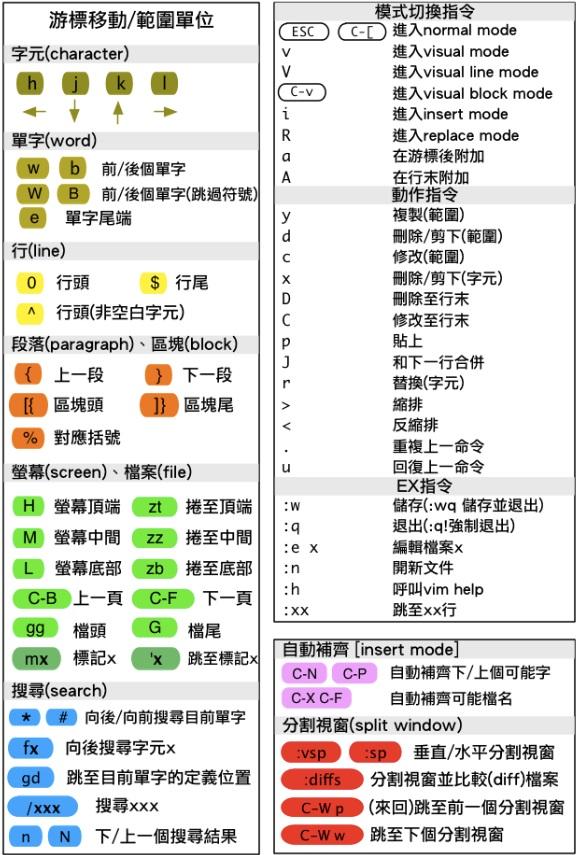 游標移動/範圍單位
字元(character)
h j k l
單字(word)
w b 前/後個單字
W B 前/後個單字(跳過符號)
e 單字尾端
行(line)
0 行頭 $ 行尾
^ 行頭(非空白字元)
段落(paragraph)、區塊(block)
{ 上一段 } 下一段
[{ 區塊頭 ]} 區塊尾
% 對應括號
螢幕(screen)、檔案(file)
H 螢幕頂端 zt 捲至頂端
M 螢幕中間 zz 捲至中間
L 螢幕底部 zb 捲至底部
C-B 上一頁 C-F 下一頁
gg 檔頭 G 檔尾
mx 標記x 'x 跳至標記x
搜尋(search)
* # 向後/向前搜尋目前單字
fx 向後搜尋字元x
gd 跳至目前單字的定義位置
/xxx 搜尋xxx
n N 下/上一個搜尋結果
模式切換指令
ESC C-[ 進入normal mode
v 進入visual mode
V 進入visual line mode
C-v 進入visual block mode
i 進入insert mode
R 進入replace mode
a 在游標後附加
A 在行末附加
動作指令
y 複製(範圍)
d 刪除/剪下(範圍)
c 修改(範圍)
x 刪除/剪下(字元)
D 刪除至行末
C 修改至行末
p 貼上
J 和下一行合併
r 替換(字元)
> 縮排
< 反縮排
. 重複上一命令
u 回復上一命令
EX指令
:w 儲存(:wq 儲存並退出)
:q 退出(:q!強制退出)
:e x 編輯檔案x
:n 開新文件
:h 呼叫vim help
:xx 跳至xx行
自動補齊 [insert mode]
C-N C-P 自動補齊下/上個可能字
C-X C-F 自動補齊可能檔名
分割視窗(split window)
:vsp :sp 垂直/水平分割視窗
:diffs 分割視窗並比較(diff)檔案
C-W p (來回)跳至前一個分割視窗
C-W w 跳至下個分割視窗